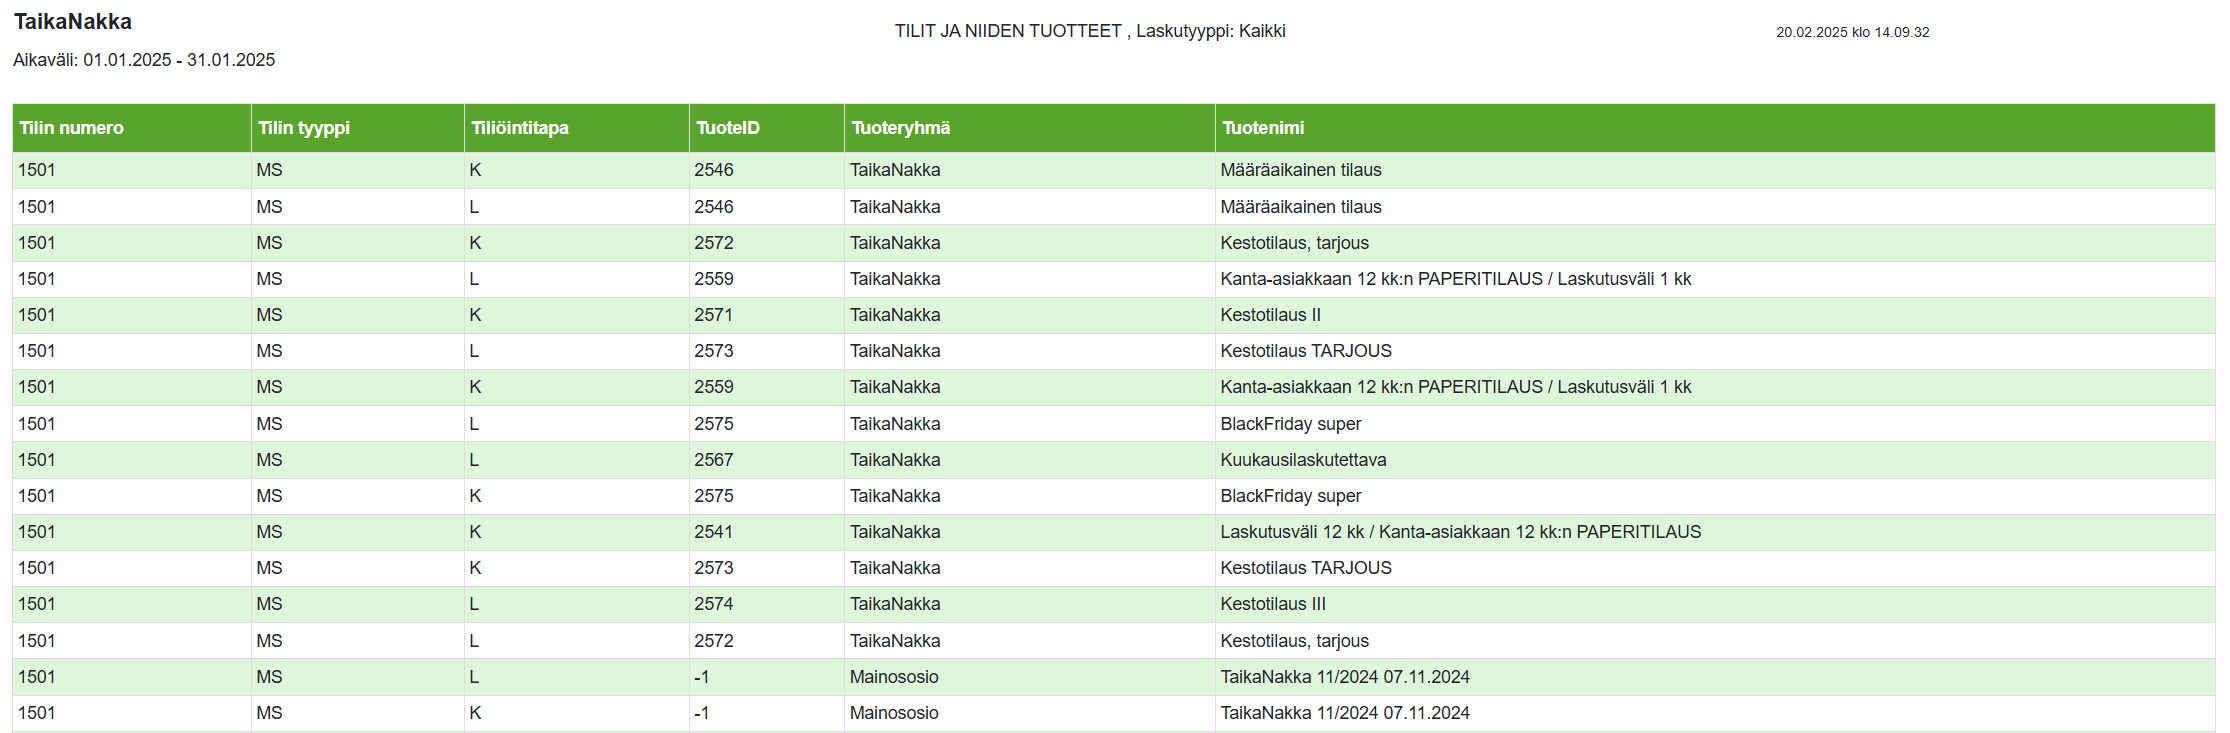 TaikaNakka
TILIT JA NIIDEN TUOTTEET , Laskutyyppi: Kaikki
20.02.2025 klo 14.09.32
Aikaväli: 01.01.2025 - 31.01.2025
Tilin numero Tilin tyyppi Tiliöintitapa TuoteID Tuoteryhmä Tuotenimi
1501 MS K 2546 TaikaNakka Määräaikainen tilaus
1501 MS L 2546 TaikaNakka Määräaikainen tilaus
1501 MS K 2572 TaikaNakka Kestotilaus, tarjous
1501 MS L 2559 TaikaNakka Kanta-asiakkaan 12 kk:n PAPERITILAUS / Laskutusväli 1 kk
1501 MS K 2571 TaikaNakka Kestotilaus II
1501 MS L 2573 TaikaNakka Kestotilaus TARJOUS
1501 MS K 2559 TaikaNakka Kanta-asiakkaan 12 kk:n PAPERITILAUS / Laskutusväli 1 kk
1501 MS L 2575 TaikaNakka BlackFriday super
1501 MS L 2567 TaikaNakka Kuukausilaskutettava
1501 MS K 2575 TaikaNakka BlackFriday super
1501 MS K 2541 TaikaNakka Laskutusväli 12 kk / Kanta-asiakkaan 12 kk:n PAPERITILAUS
1501 MS K 2573 TaikaNakka Kestotilaus TARJOUS
1501 MS L 2574 TaikaNakka Kestotilaus III
1501 MS L 2572 TaikaNakka Kestotilaus, tarjous
1501 MS L -1 Mainososio TaikaNakka 11/2024 07.11.2024
1501 MS K -1 Mainososio TaikaNakka 11/2024 07.11.2024